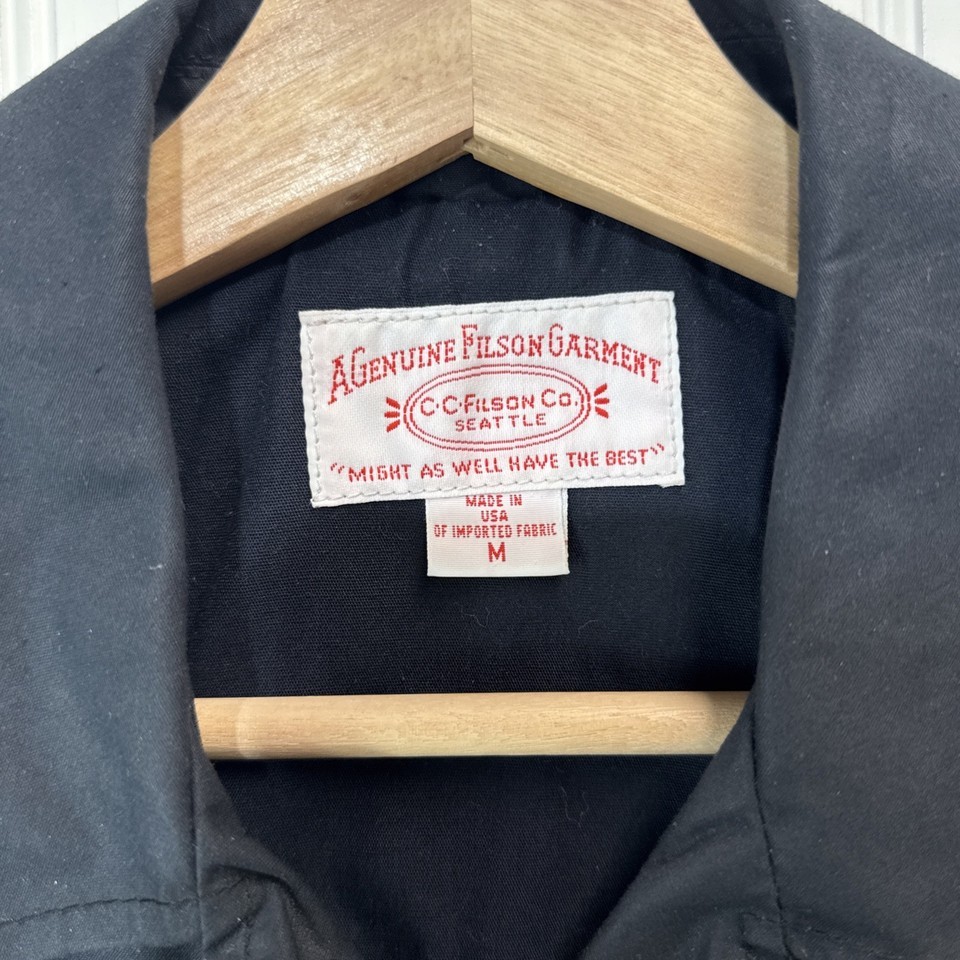 A GENUINE FILSON GARMENT
C·C·FILSON CO.
SEATTLE
"MIGHT AS WELL HAVE THE BEST"
MADE IN
USA
OF IMPORTED FABRIC
M